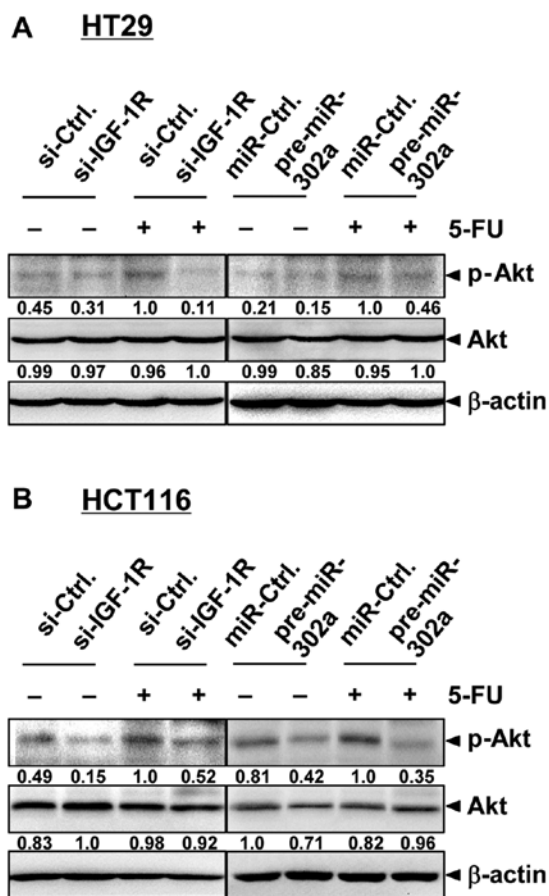 A HT29
si-Ctrl. si-IGF-1R si-Ctrl. si-IGF-1R miR-Ctrl. pre-miR-302a miR-Ctrl. pre-miR-302a
– – + + – – + + 5-FU
p-Akt
0.45 0.31 1.0 0.11 0.21 0.15 1.0 0.46
Akt
0.99 0.97 0.96 1.0 0.99 0.85 0.95 1.0
β-actin
B HCT116
si-Ctrl. si-IGF-1R si-Ctrl. si-IGF-1R miR-Ctrl. pre-miR-302a miR-Ctrl. pre-miR-302a
– – + + – – + + 5-FU
p-Akt
0.49 0.15 1.0 0.52 0.81 0.42 1.0 0.35
Akt
0.83 1.0 0.98 0.92 1.0 0.71 0.82 0.96
β-actin